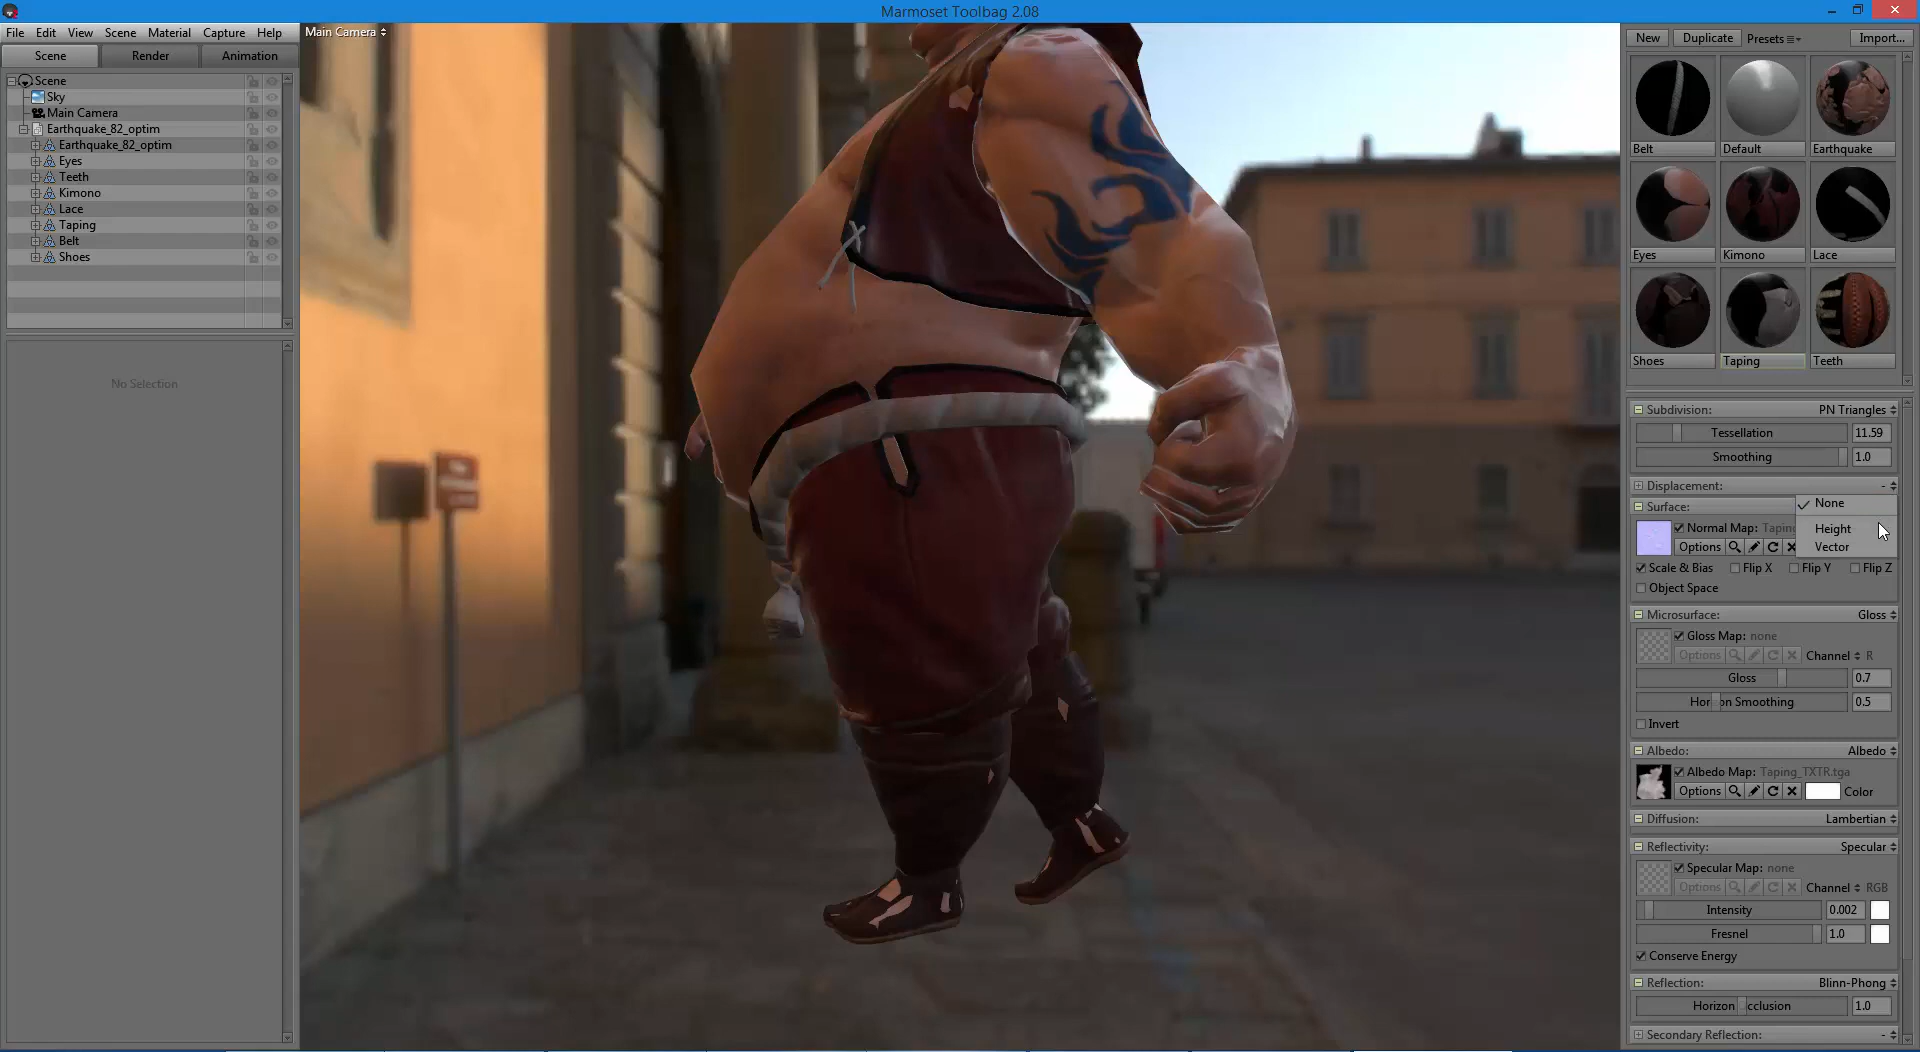 Marmoset Toolbag 2.08
File Edit View Scene Material Capture Help
Scene Render Animation
Scene
Sky
Main Camera
Earthquake_82_optim
Earthquake_82_optim
Eyes
Teeth
Kimono
Lace
Taping
Belt
Shoes
No Selection
Main Camera
New Duplicate Presets Import...
Belt Default Earthquake
Eyes Kimono Lace
Shoes Taping Teeth
Subdivision: PN Triangles
Tessellation 11.59
Smoothing 1.0
Displacement: -
None
Height
Vector
Surface:
Normal Map: Taping
Options
Scale & Bias Flip X Flip Y Flip Z
Object Space
Microsurface: Gloss
Gloss Map: none
Options Channel R
Gloss 0.7
Hor on Smoothing 0.5
Invert
Albedo: Albedo
Albedo Map: Taping_TXTR.tga
Options Color
Diffusion: Lambertian
Reflectivity: Specular
Specular Map: none
Options Channel RGB
Intensity 0.002
Fresnel 1.0
Conserve Energy
Reflection: Blinn-Phong
Horizon cclusion 1.0
Secondary Reflection: -